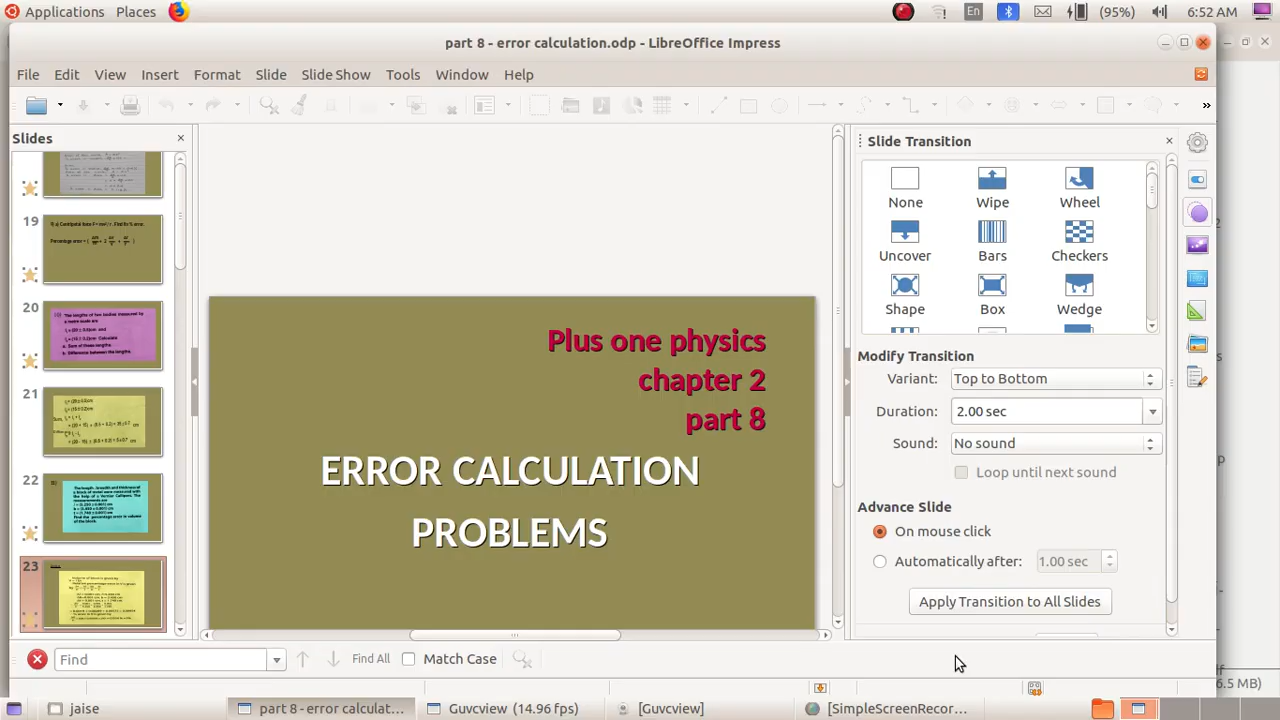 Applications Places En (95%) 6:52 AM
part 8 - error calculation.odp - LibreOffice Impress
File Edit View Insert Format Slide Slide Show Tools Window Help
Slides
19
20
21
22
23
Plus one physics
chapter 2
part 8
ERROR CALCULATION
PROBLEMS
Slide Transition
None Wipe Wheel
Uncover Bars Checkers
Shape Box Wedge
Modify Transition
Variant: Top to Bottom
Duration: 2.00 sec
Sound: No sound
Loop until next sound
Advance Slide
On mouse click
Automatically after: 1.00 sec
Apply Transition to All Slides
Find Find All Match Case
6.5 MB)
jaise part 8 - error calculat... Guvcview (14.96 fps) [Guvcview] [SimpleScreenRecor...